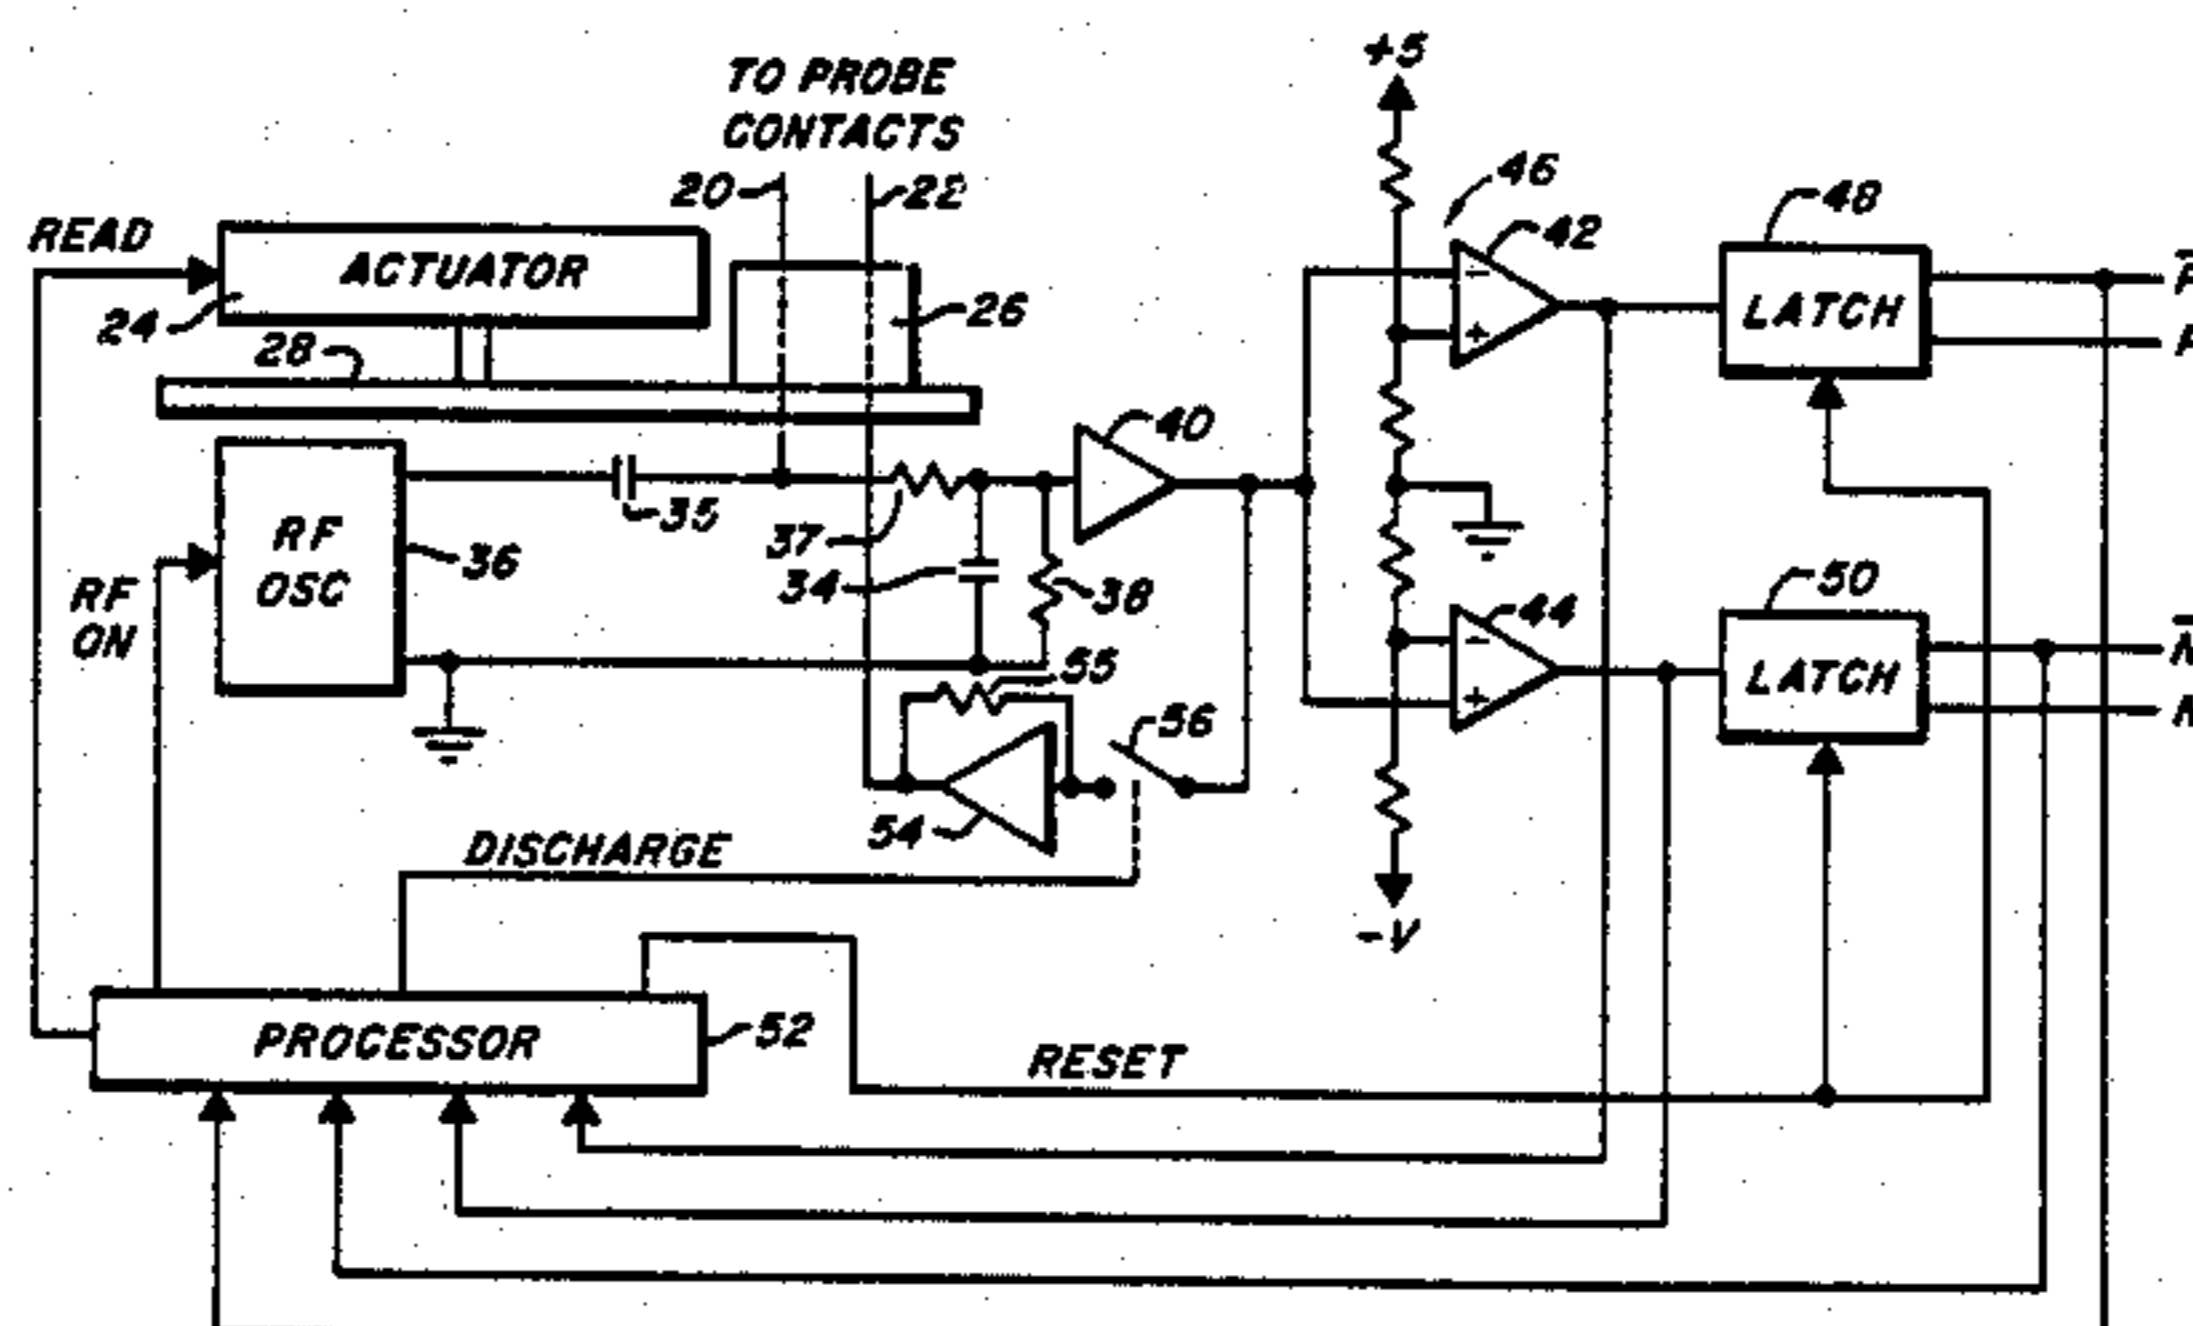 +5
TO PROBE
CONTACTS
20
22
46
42
48
READ
ACTUATOR
24
26
28
LATCH
40
RF
OSC
35
37
34
36
38
RF
ON
50
44
55
LATCH
56
54
DISCHARGE
-V
PROCESSOR
52
RESET